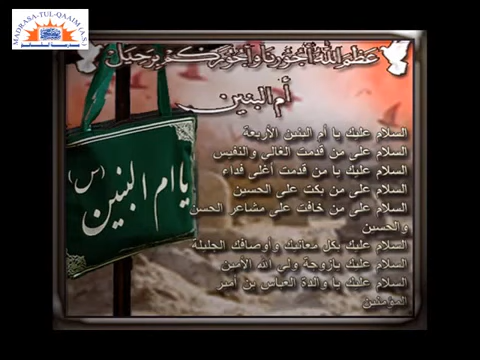 MADRASA-TUL-QAAIM (A.S.)
عظم الله أجورنا وأجوركم برحيل
أم البنين
يا ام البنين (س)
السلام عليك يا أم البنين الأربعة
السلام على من قدمت الغالي والنفيس
السلام عليك يا من قدمت أغلى فداء
السلام على من بكت على الحسين
السلام على من خافت على مشاعر الحسن
والحسين
السلام عليك بكل معانيك وأوصافك الجليلة
السلام عليك يازوجة ولي الله الأمين
السلام عليك يا والدة العباس بن أمير
المؤمنين